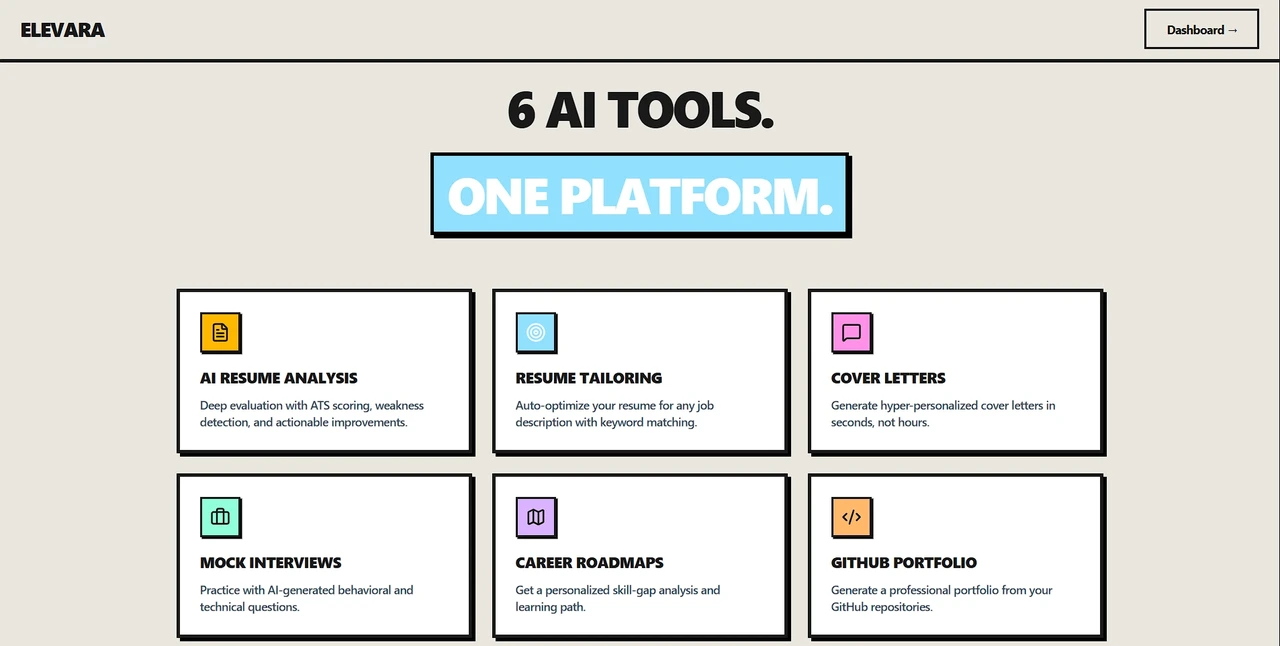 ELEVARA
Dashboard →
6 AI TOOLS.
ONE PLATFORM.
AI RESUME ANALYSIS
Deep evaluation with ATS scoring, weakness
detection, and actionable improvements.
RESUME TAILORING
Auto-optimize your resume for any job
description with keyword matching.
COVER LETTERS
Generate hyper-personalized cover letters in
seconds, not hours.
MOCK INTERVIEWS
Practice with AI-generated behavioral and
technical questions.
CAREER ROADMAPS
Get a personalized skill-gap analysis and
learning path.
GITHUB PORTFOLIO
Generate a professional portfolio from your
GitHub repositories.